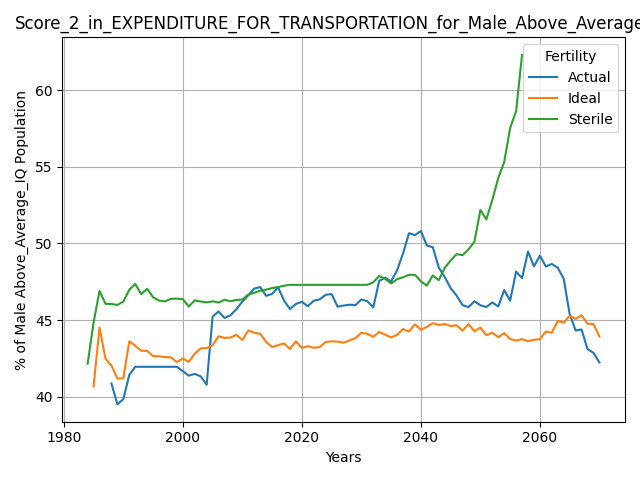 Score_2_in_EXPENDITURE_FOR_TRANSPORTATION_for_Male_Above_Average
Fertility
Actual
Ideal
Sterile
% of Male Above_Average_IQ Population
60
55
50
45
40
1980 2000 2020 2040 2060
Years